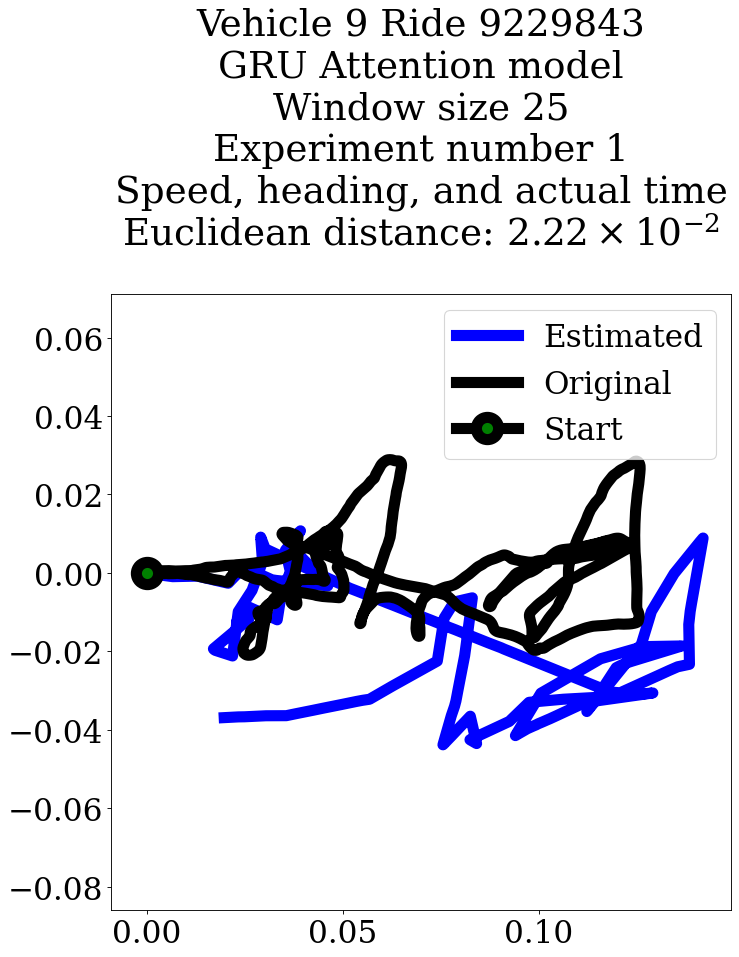 Vehicle 9 Ride 9229843
GRU Attention model
Window size 25
Experiment number 1
Speed, heading, and actual time
Euclidean distance: 2.22 × 10⁻²
Estimated
Original
Start
0.06
0.04
0.02
0.00
−0.02
−0.04
−0.06
−0.08
0.00 0.05 0.10